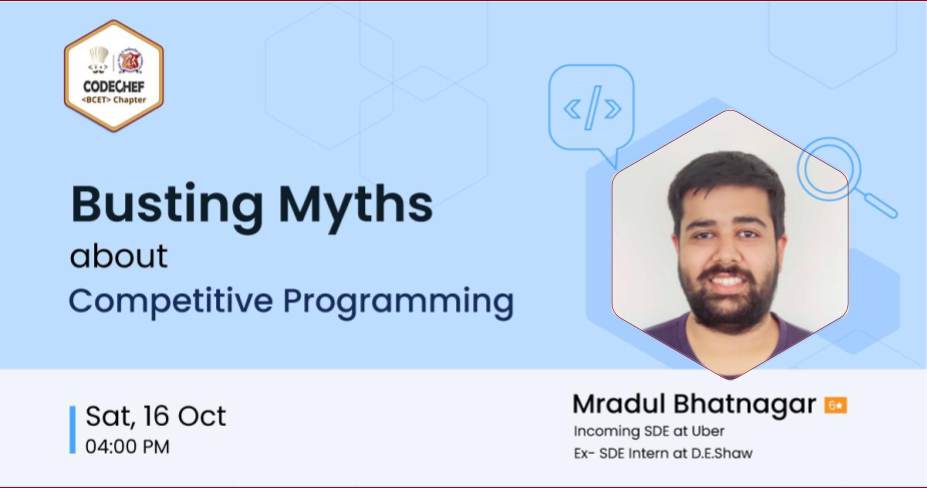 CODECHEF
<BCET> Chapter
</>
Busting Myths
about
Competitive Programming
Sat, 16 Oct
04:00 PM
Mradul Bhatnagar 6★
Incoming SDE at Uber
Ex- SDE Intern at D.E.Shaw